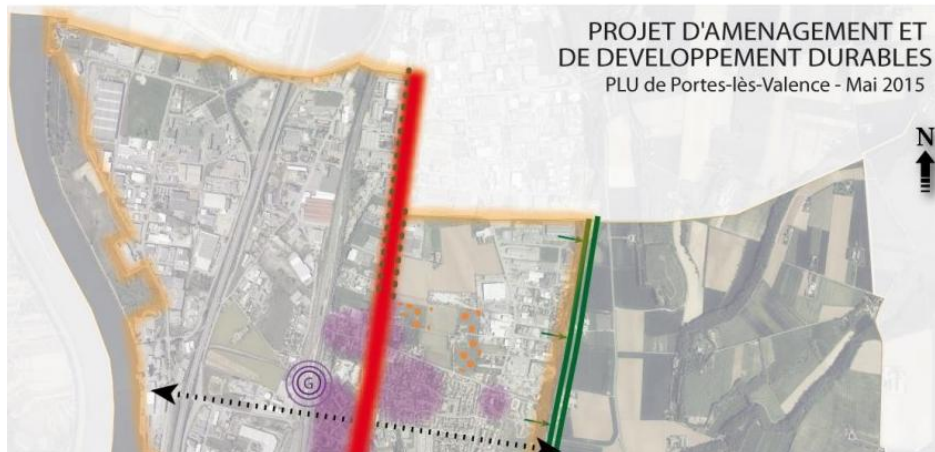 PROJET D'AMENAGEMENT ET
DE DEVELOPPEMENT DURABLES
PLU de Portes-lès-Valence - Mai 2015
N
G